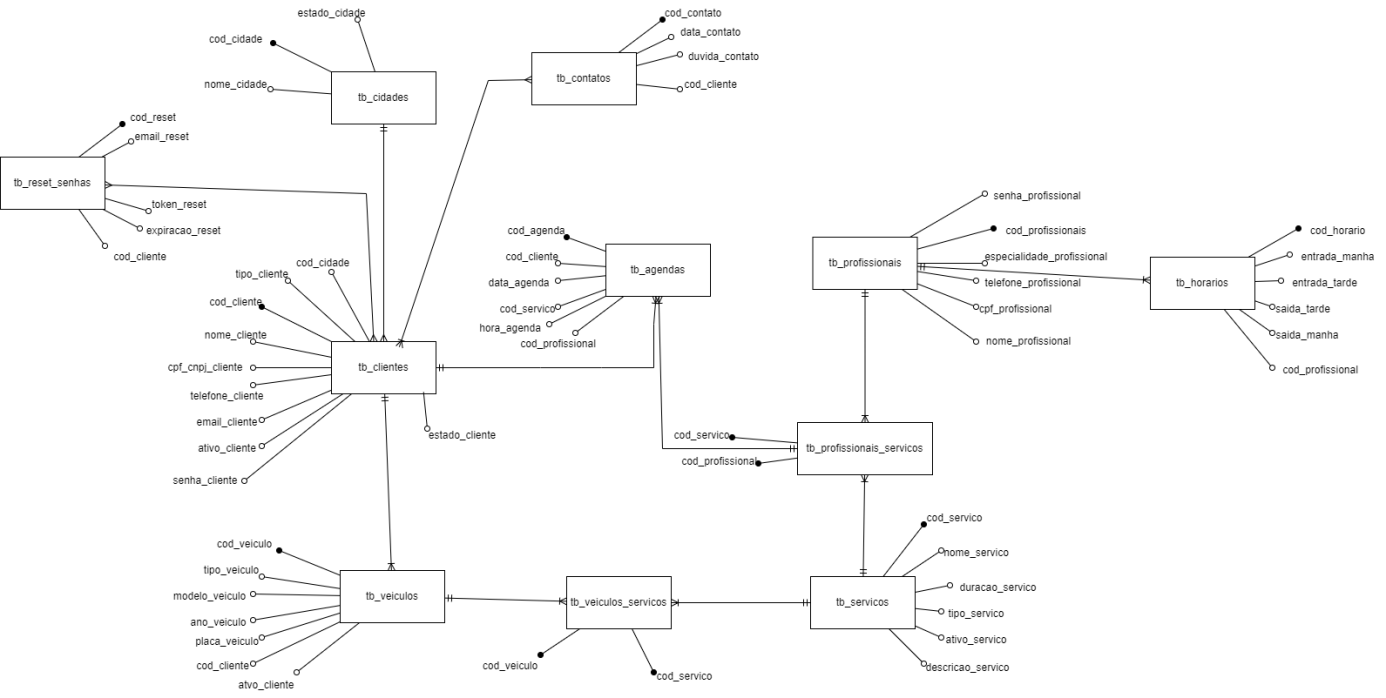 estado_cidade
cod_cidade
nome_cidade
tb_cidades
cod_contato
data_contato
duvida_contato
cod_cliente
tb_contatos
cod_reset
email_reset
tb_reset_senhas
token_reset
expiracao_reset
cod_cliente
cod_cidade
tipo_cliente
cod_cliente
nome_cliente
cpf_cnpj_cliente
telefone_cliente
email_cliente
ativo_cliente
senha_cliente
tb_clientes
estado_cliente
cod_agenda
cod_cliente
data_agenda
cod_servico
hora_agenda
cod_profissional
tb_agendas
tb_profissionais
senha_profissional
cod_profissionais
especialidade_profissional
telefone_profissional
cpf_profissional
nome_profissional
tb_horarios
cod_horario
entrada_manha
entrada_tarde
saida_tarde
saida_manha
cod_profissional
cod_servico
cod_profissional
tb_profissionais_servicos
cod_veiculo
tipo_veiculo
modelo_veiculo
ano_veiculo
placa_veiculo
cod_cliente
atvo_cliente
tb_veiculos
tb_veiculos_servicos
cod_veiculo
cod_servico
tb_servicos
cod_servico
nome_servico
duracao_servico
tipo_servico
ativo_servico
descricao_servico